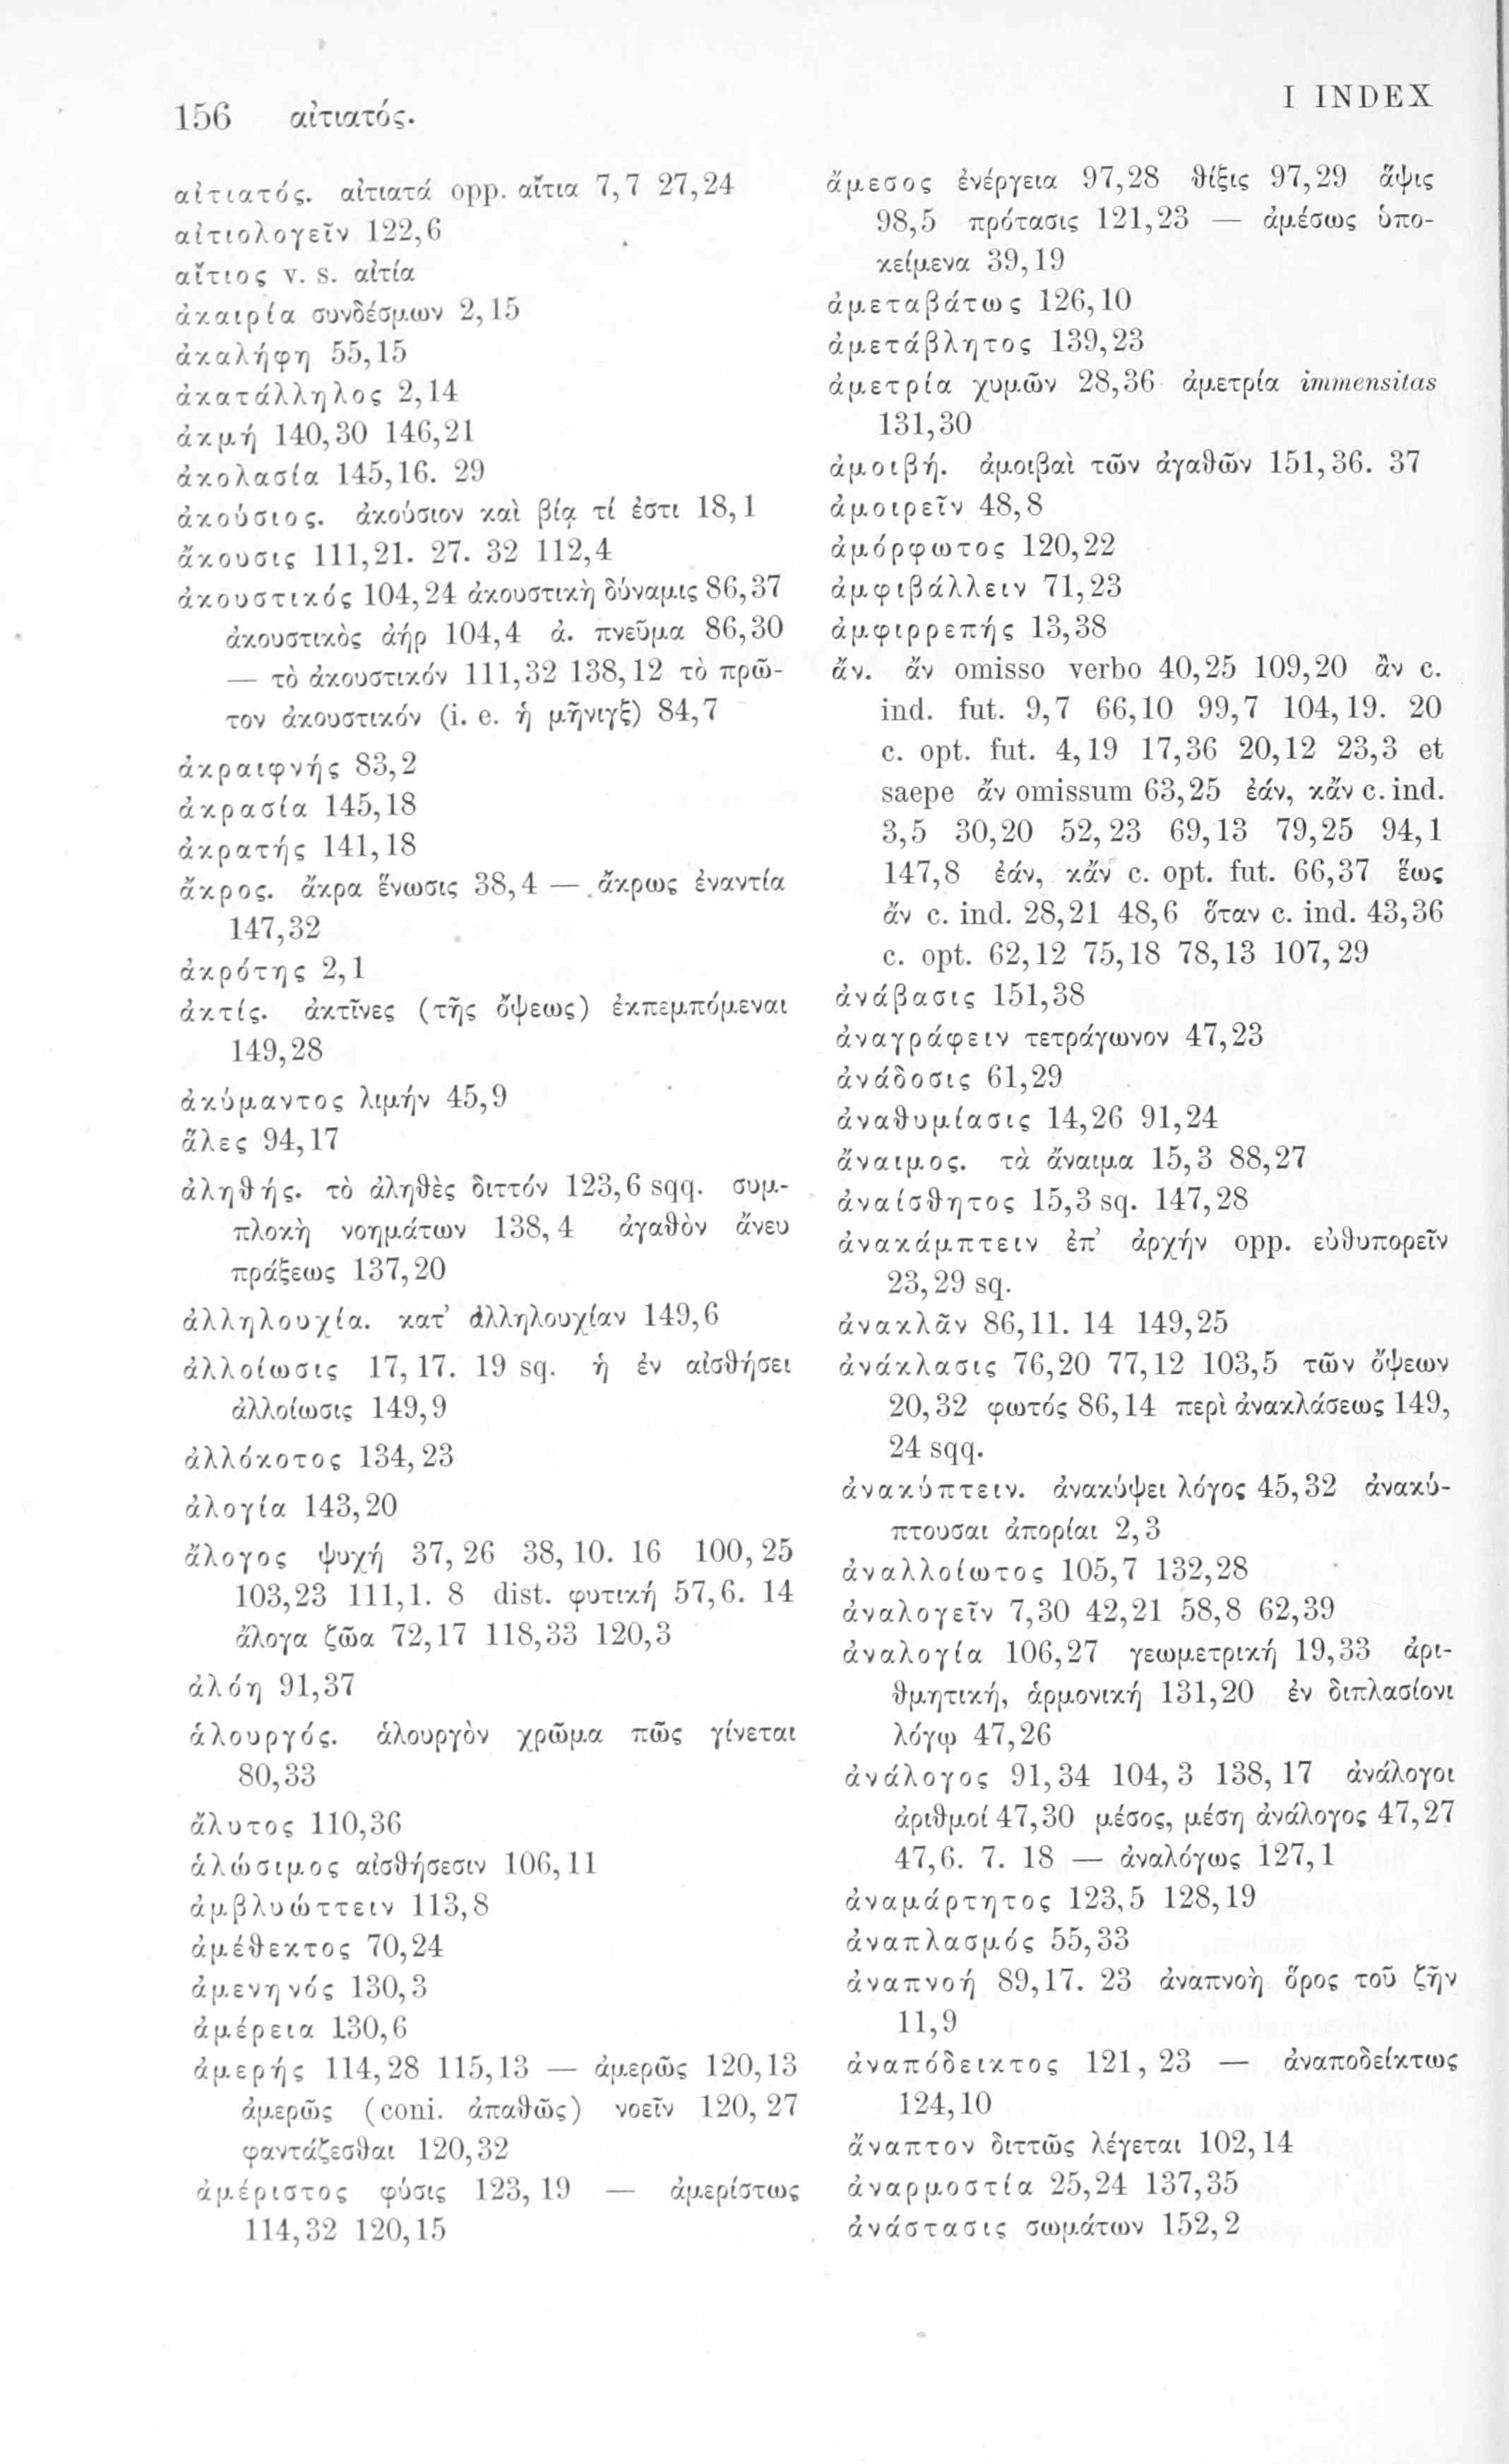 156 αἰτιατός.
I INDEX
αἰτιατός. αἰτιατά opp. αἴτια 7,7 27,24
αἰτιολογεῖν 122,6
αἴτιος v. s. αἰτία
ἀκαιρία συνδέσμων 2,15
ἀκαλήφη 55,15
ἀκατάλληλος 2,14
ἀκμή 140,30 146,21
ἀκολασία 145,16. 29
ἀκούσιος. ἀκούσιον καὶ βίᾳ τί ἐστι 18,1
ἄκουσις 111,21. 27. 32 112,4
ἀκουστικός 104,24 ἀκουστικὴ δύναμις 86,37
ἀκουστικὸς ἀήρ 104,4 ἀ. πνεῦμα 86,30
— τὸ ἀκουστικόν 111,32 138,12 τὸ πρῶ-
τον ἀκουστικόν (i. e. ἡ μῆνιγξ) 84,7
ἀκραιφνής 83,2
ἀκρασία 145,18
ἀκρατής 141,18
ἄκρος. ἄκρα ἕνωσις 38,4 — ἄκρως ἐναντία
147,32
ἀκρότης 2,1
ἀκτίς. ἀκτῖνες (τῆς ὄψεως) ἐκπεμπόμεναι
149,28
ἀκύμαντος λιμήν 45,9
ἅλες 94,17
ἀληθής. τὸ ἀληθὲς διττόν 123,6 sqq. συμ-
πλοκὴ νοημάτων 138,4 ἀγαθὸν ἄνευ
πράξεως 137,20
ἀλληλουχία. κατ’ ἀλληλουχίαν 149,6
ἀλλοίωσις 17,17. 19 sq. ἡ ἐν αἰσθήσει
ἀλλοίωσις 149,9
ἀλλόκοτος 134,23
ἀλογία 143,20
ἄλογος ψυχή 37,26 38,10. 16 100,25
103,23 111,1. 8 dist. φυτική 57,6. 14
ἄλογα ζῶα 72,17 118,33 120,3
ἀλόη 91,37
ἁλουργός. ἁλουργὸν χρῶμα πῶς γίνεται
80,33
ἄλυτος 110,36
ἁλώσιμος αἰσθήσεσιν 106,11
ἀμβλυώττειν 113,8
ἀμέθεκτος 70,24
ἀμενηνός 130,3
ἀμέρεια 130,6
ἀμερής 114,28 115,13 — ἀμερῶς 120,13
ἀμερῶς (coni. ἀπαθῶς) νοεῖν 120,27
φαντάζεσθαι 120,32
ἀμέριστος φύσις 123,19 — ἀμερίστως
114,32 120,15
ἄμεσος ἐνέργεια 97,28 θίξις 97,29 ἅψις
98,5 πρότασις 121,23 — ἀμέσως ὑπο-
κείμενα 39,19
ἀμεταβάτως 126,10
ἀμετάβλητος 139,23
ἀμετρία χυμῶν 28,36 ἀμετρία immensitas
131,30
ἀμοιβή. ἀμοιβαὶ τῶν ἀγαθῶν 151,36. 37
ἀμοιρεῖν 48,8
ἀμόρφωτος 120,22
ἀμφιβάλλειν 71,23
ἀμφιρρεπής 13,38
ἄν. ἄν omisso verbo 40,25 109,20 ἂν c.
ind. fut. 9,7 66,10 99,7 104,19. 20
c. opt. fut. 4,19 17,36 20,12 23,3 et
saepe ἄν omissum 63,25 ἐάν, κἄν c. ind.
3,5 30,20 52,23 69,13 79,25 94,1
147,8 ἐάν, κἄν c. opt. fut. 66,37 ἕως
ἄν c. ind. 28,21 48,6 ὅταν c. ind. 43,36
c. opt. 62,12 75,18 78,13 107,29
ἀνάβασις 151,38
ἀναγράφειν τετράγωνον 47,23
ἀνάδοσις 61,29
ἀναθυμίασις 14,26 91,24
ἄναιμος. τὰ ἄναιμα 15,3 88,27
ἀναίσθητος 15,3 sq. 147,28
ἀνακάμπτειν ἐπ’ ἀρχήν opp. εὐθυπορεῖν
23,29 sq.
ἀνακλᾶν 86,11. 14 149,25
ἀνάκλασις 76,20 77,12 103,5 τῶν ὄψεων
20,32 φωτός 86,14 περὶ ἀνακλάσεως 149,
24 sqq.
ἀνακύπτειν. ἀνακύψει λόγος 45,32 ἀνακύ-
πτουσαι ἀπορίαι 2,3
ἀναλλοίωτος 105,7 132,28
ἀναλογεῖν 7,30 42,21 58,8 62,39
ἀναλογία 106,27 γεωμετρική 19,33 ἀρι-
θμητική, ἁρμονική 131,20 ἐν διπλασίονι
λόγῳ 47,26
ἀνάλογος 91,34 104,3 138,17 ἀνάλογοι
ἀριθμοί 47,30 μέσος, μέση ἀνάλογος 47,27
47,6. 7. 18 — ἀναλόγως 127,1
ἀναμάρτητος 123,5 128,19
ἀναπλασμός 55,33
ἀναπνοή 89,17. 23 ἀναπνοὴ ὅρος τοῦ ζῆν
11,9
ἀναπόδεικτος 121,23 — ἀναποδείκτως
124,10
ἄναπτον διττῶς λέγεται 102,14
ἀναρμοστία 25,24 137,35
ἀνάστασις σωμάτων 152,2